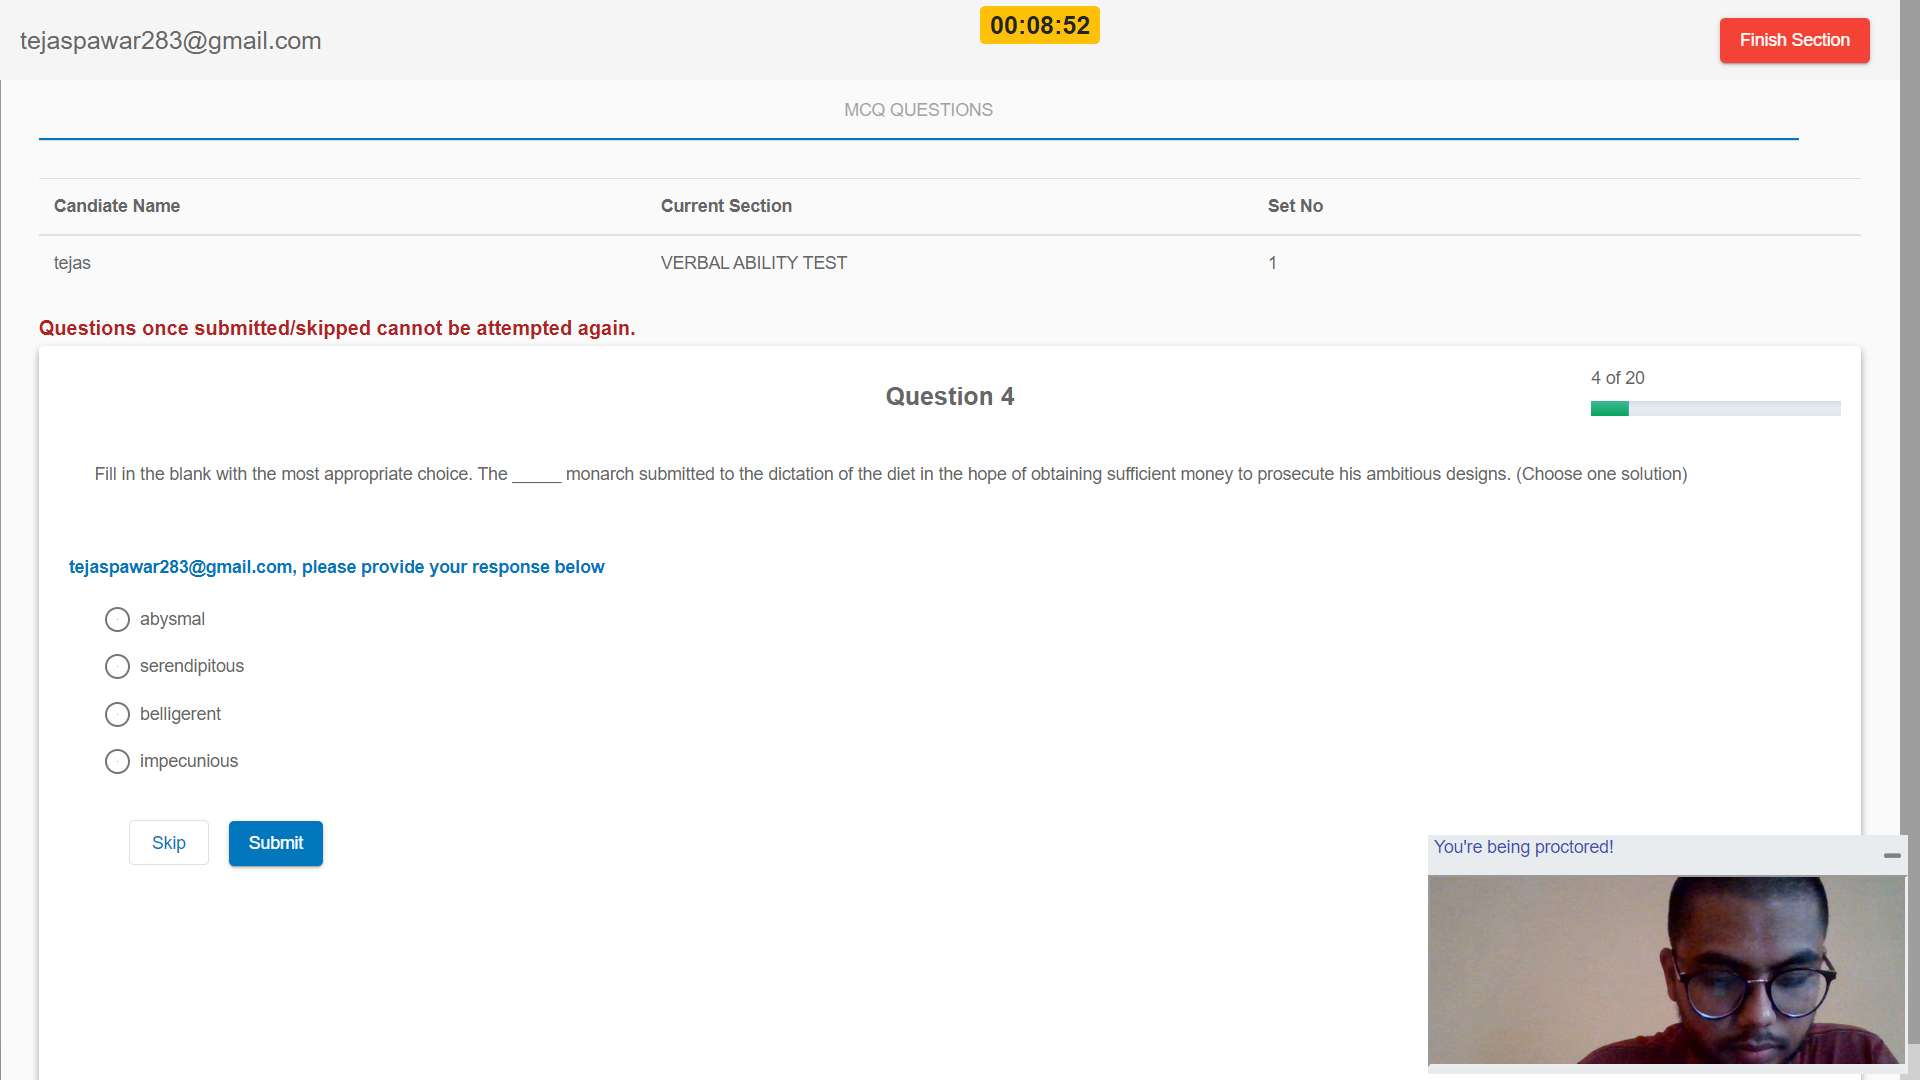 tejaspawar283@gmail.com
00:08:52
Finish Section
MCQ QUESTIONS
Candiate Name Current Section Set No
tejas VERBAL ABILITY TEST 1
Questions once submitted/skipped cannot be attempted again.
4 of 20
Question 4
Fill in the blank with the most appropriate choice. The _____ monarch submitted to the dictation of the diet in the hope of obtaining sufficient money to prosecute his ambitious designs. (Choose one solution)
tejaspawar283@gmail.com, please provide your response below
abysmal
serendipitous
belligerent
impecunious
Skip Submit
You're being proctored!